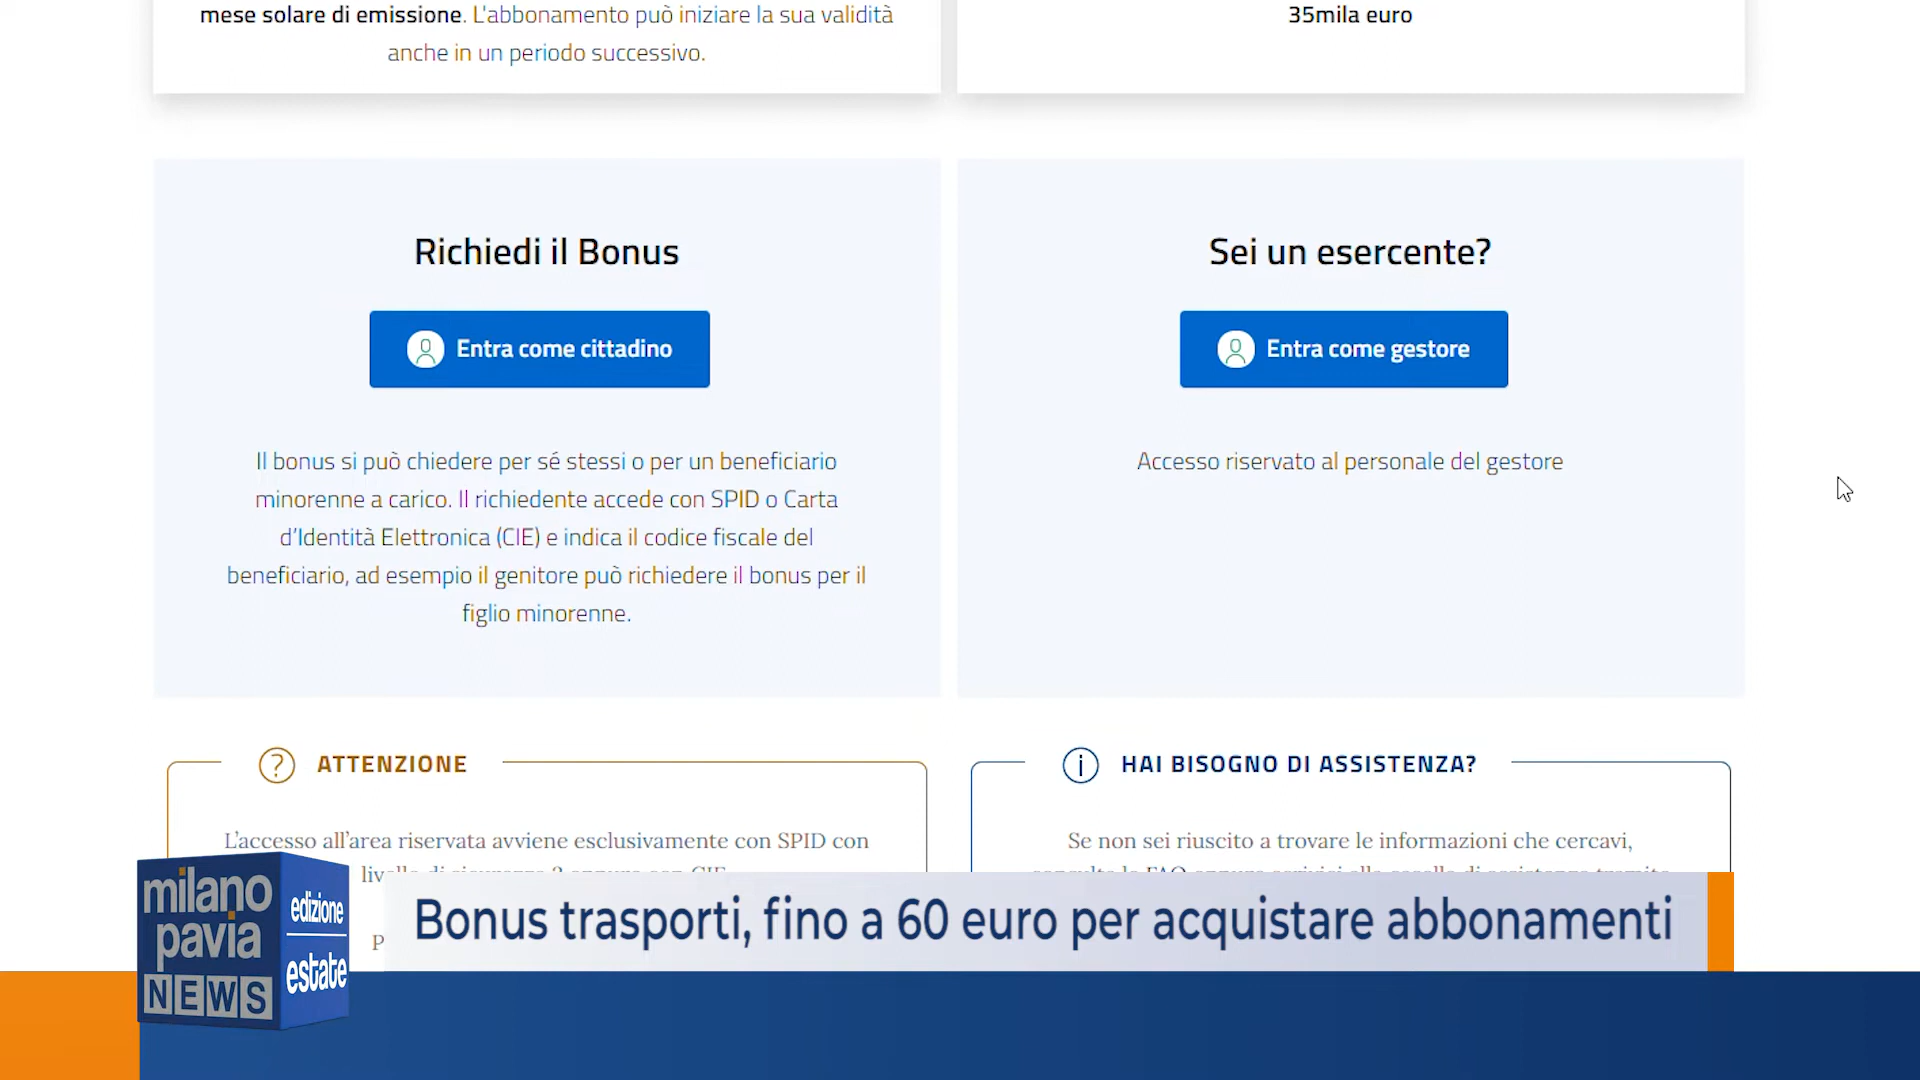 mese solare di emissione. L'abbonamento può iniziare la sua validità
anche in un periodo successivo.
35mila euro
Richiedi il Bonus
Entra come cittadino
Il bonus si può chiedere per sé stessi o per un beneficiario
minorenne a carico. Il richiedente accede con SPID o Carta
d'Identità Elettronica (CIE) e indica il codice fiscale del
beneficiario, ad esempio il genitore può richiedere il bonus per il
figlio minorenne.
Sei un esercente?
Entra come gestore
Accesso riservato al personale del gestore
ATTENZIONE
L'accesso all'area riservata avviene esclusivamente con SPID con
HAI BISOGNO DI ASSISTENZA?
Se non sei riuscito a trovare le informazioni che cercavi,
milano
pavia
NEWS
edizione
estate
Bonus trasporti, fino a 60 euro per acquistare abbonamenti